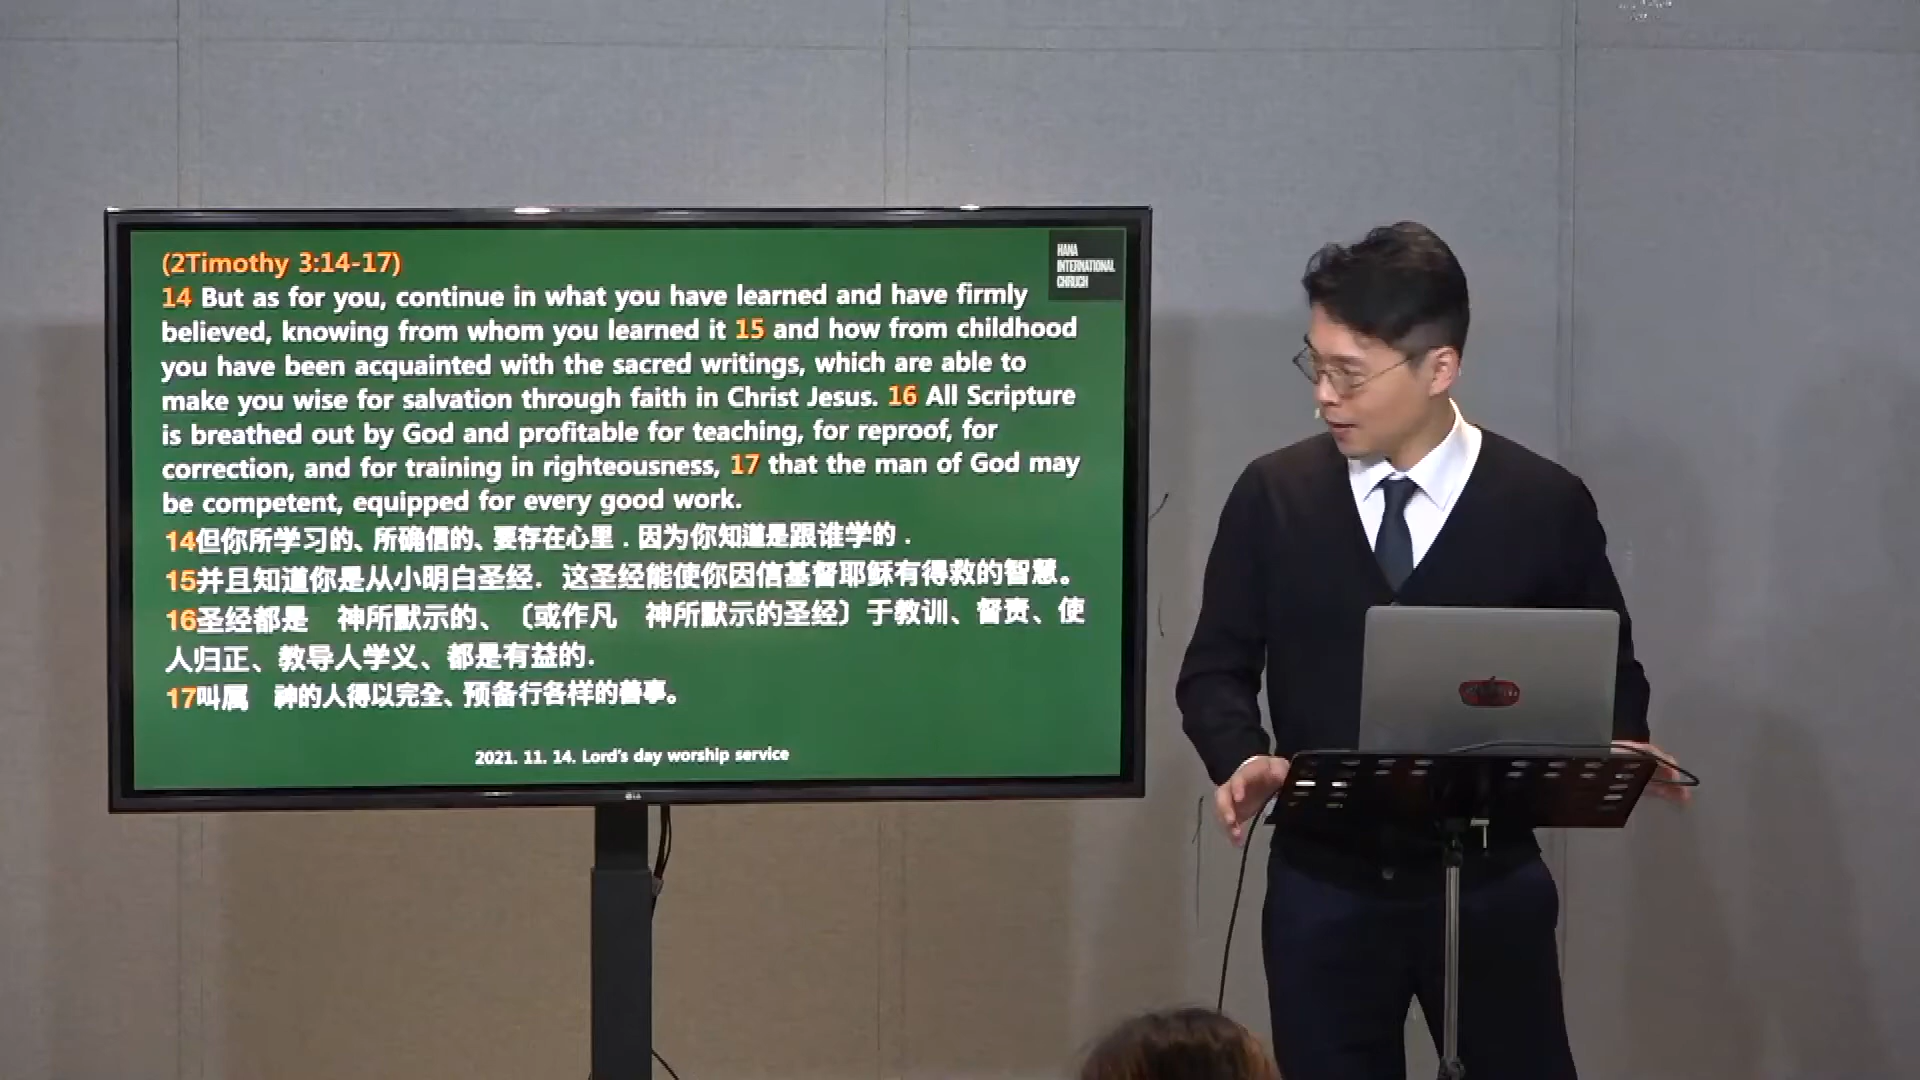 (2Timothy 3:14-17)
HANA
INTERNATIONAL
CHRUCH
14 But as for you, continue in what you have learned and have firmly
believed, knowing from whom you learned it 15 and how from childhood
you have been acquainted with the sacred writings, which are able to
make you wise for salvation through faith in Christ Jesus. 16 All Scripture
is breathed out by God and profitable for teaching, for reproof, for
correction, and for training in righteousness, 17 that the man of God may
be competent, equipped for every good work.
14但你所学习的、所确信的、要存在心里．因为你知道是跟谁学的．
15并且知道你是从小明白圣经．这圣经能使你因信基督耶稣有得救的智慧。
16圣经都是　神所默示的、〔或作凡　神所默示的圣经〕于教训、督责、使
人归正、教导人学义、都是有益的．
17叫属　神的人得以完全、预备行各样的善事。
2021. 11. 14. Lord's day worship service
LG